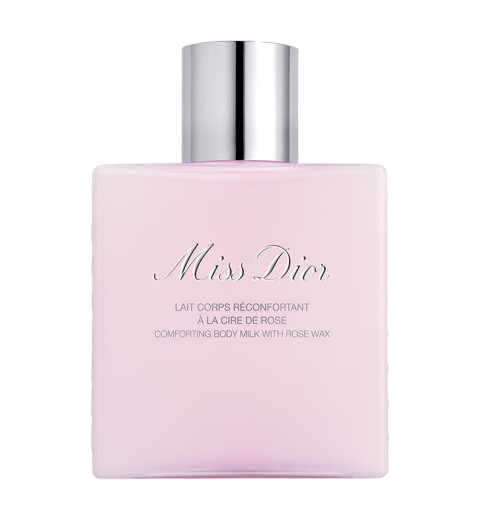 Miss Dior
LAIT CORPS RÉCONFORTANT
À LA CIRE DE ROSE
COMFORTING BODY MILK WITH ROSE WAX